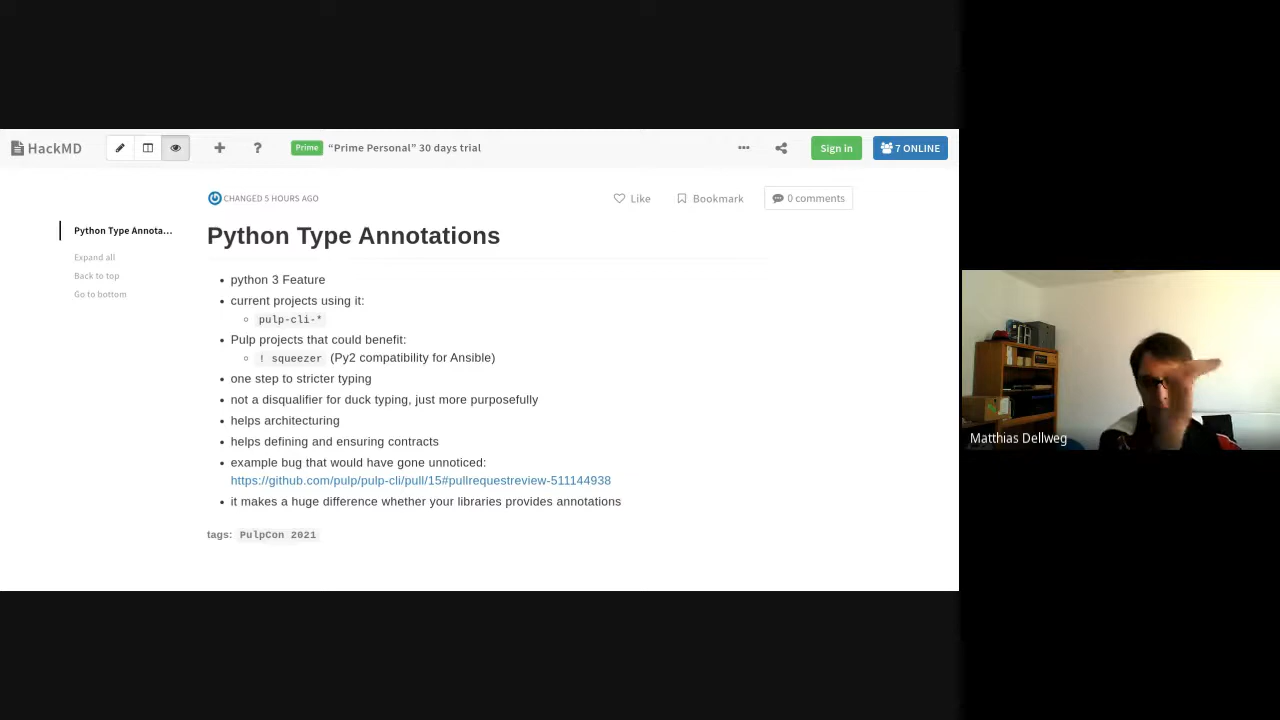 HackMD
Prime "Prime Personal" 30 days trial
Sign in
7 ONLINE
CHANGED 5 HOURS AGO
Like
Bookmark
0 comments
Python Type Annota...
Expand all
Back to top
Go to bottom
Python Type Annotations
python 3 Feature
current projects using it:
pulp-cli-*
Pulp projects that could benefit:
! squeezer (Py2 compatibility for Ansible)
one step to stricter typing
not a disqualifier for duck typing, just more purposefully
helps architecturing
helps defining and ensuring contracts
example bug that would have gone unnoticed:
https://github.com/pulp/pulp-cli/pull/15#pullrequestreview-511144938
it makes a huge difference whether your libraries provides annotations
tags: PulpCon 2021
Matthias Dellweg